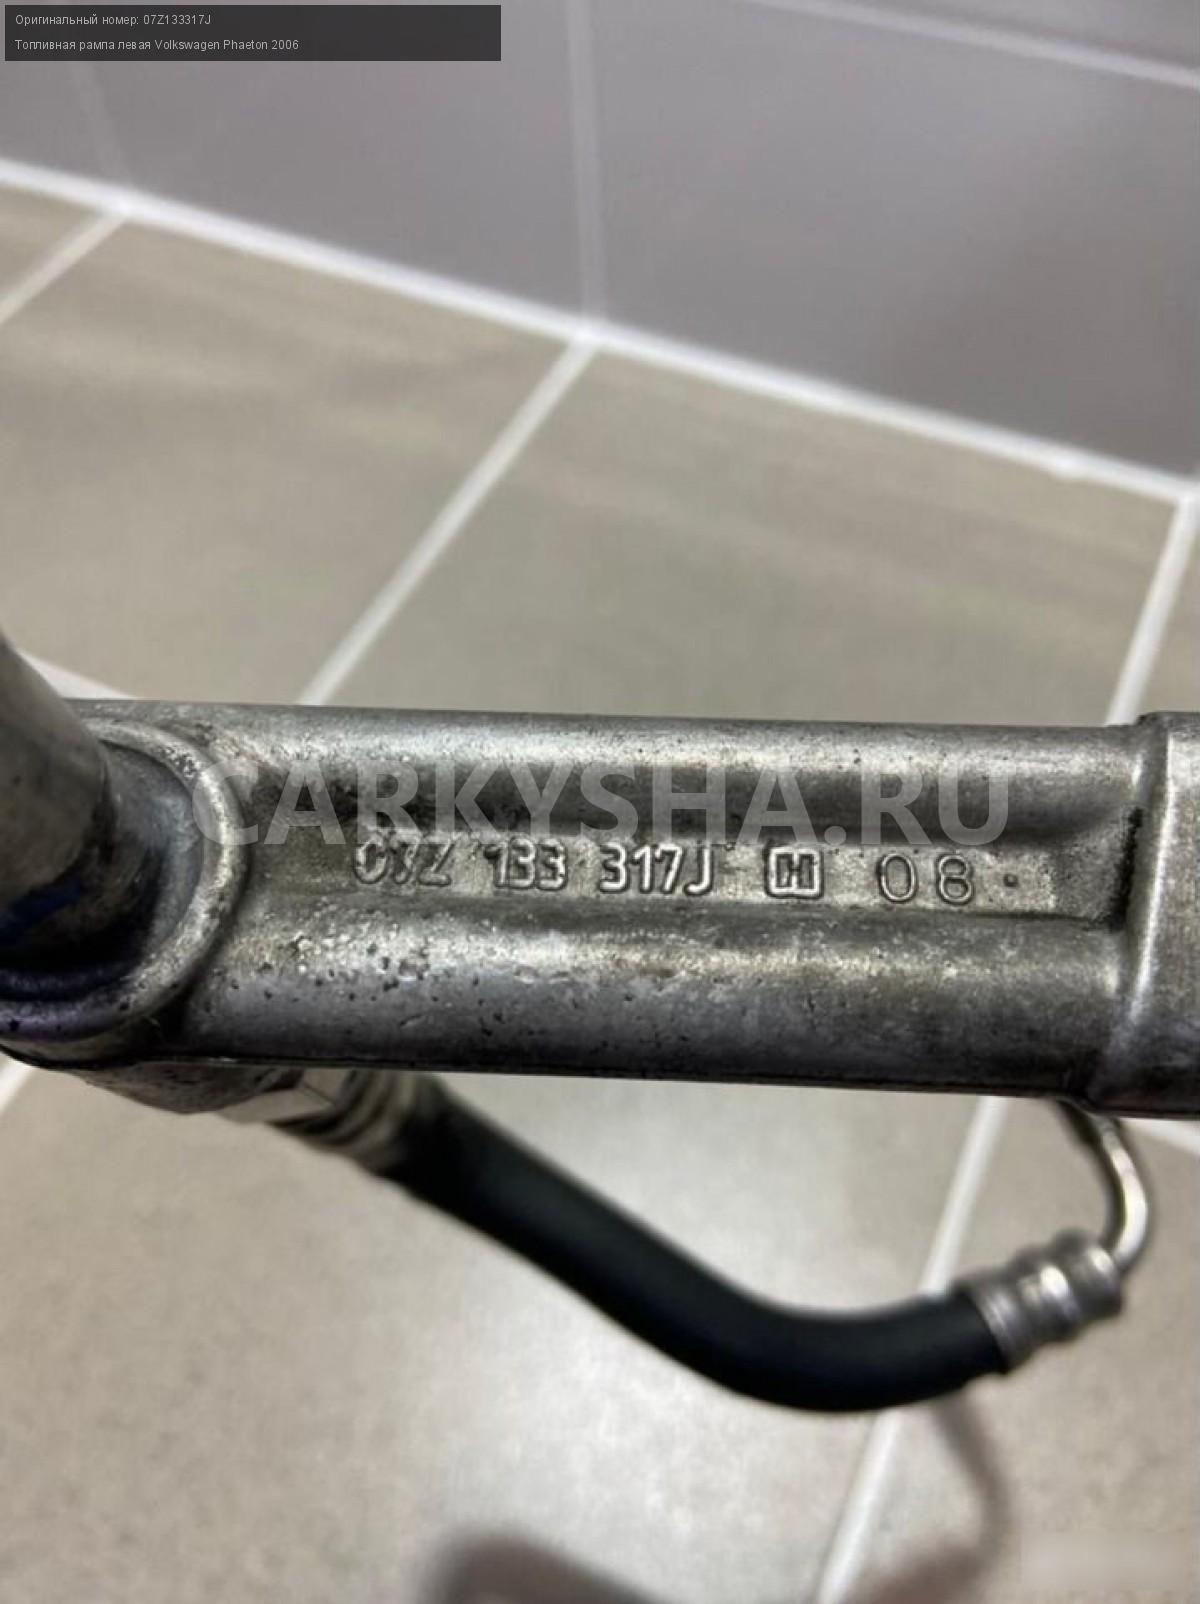 Оригинальный номер: 07Z133317J
Топливная рампа левая Volkswagen Phaeton 2006
CARKYSHA.RU
07Z 133 317J H 08